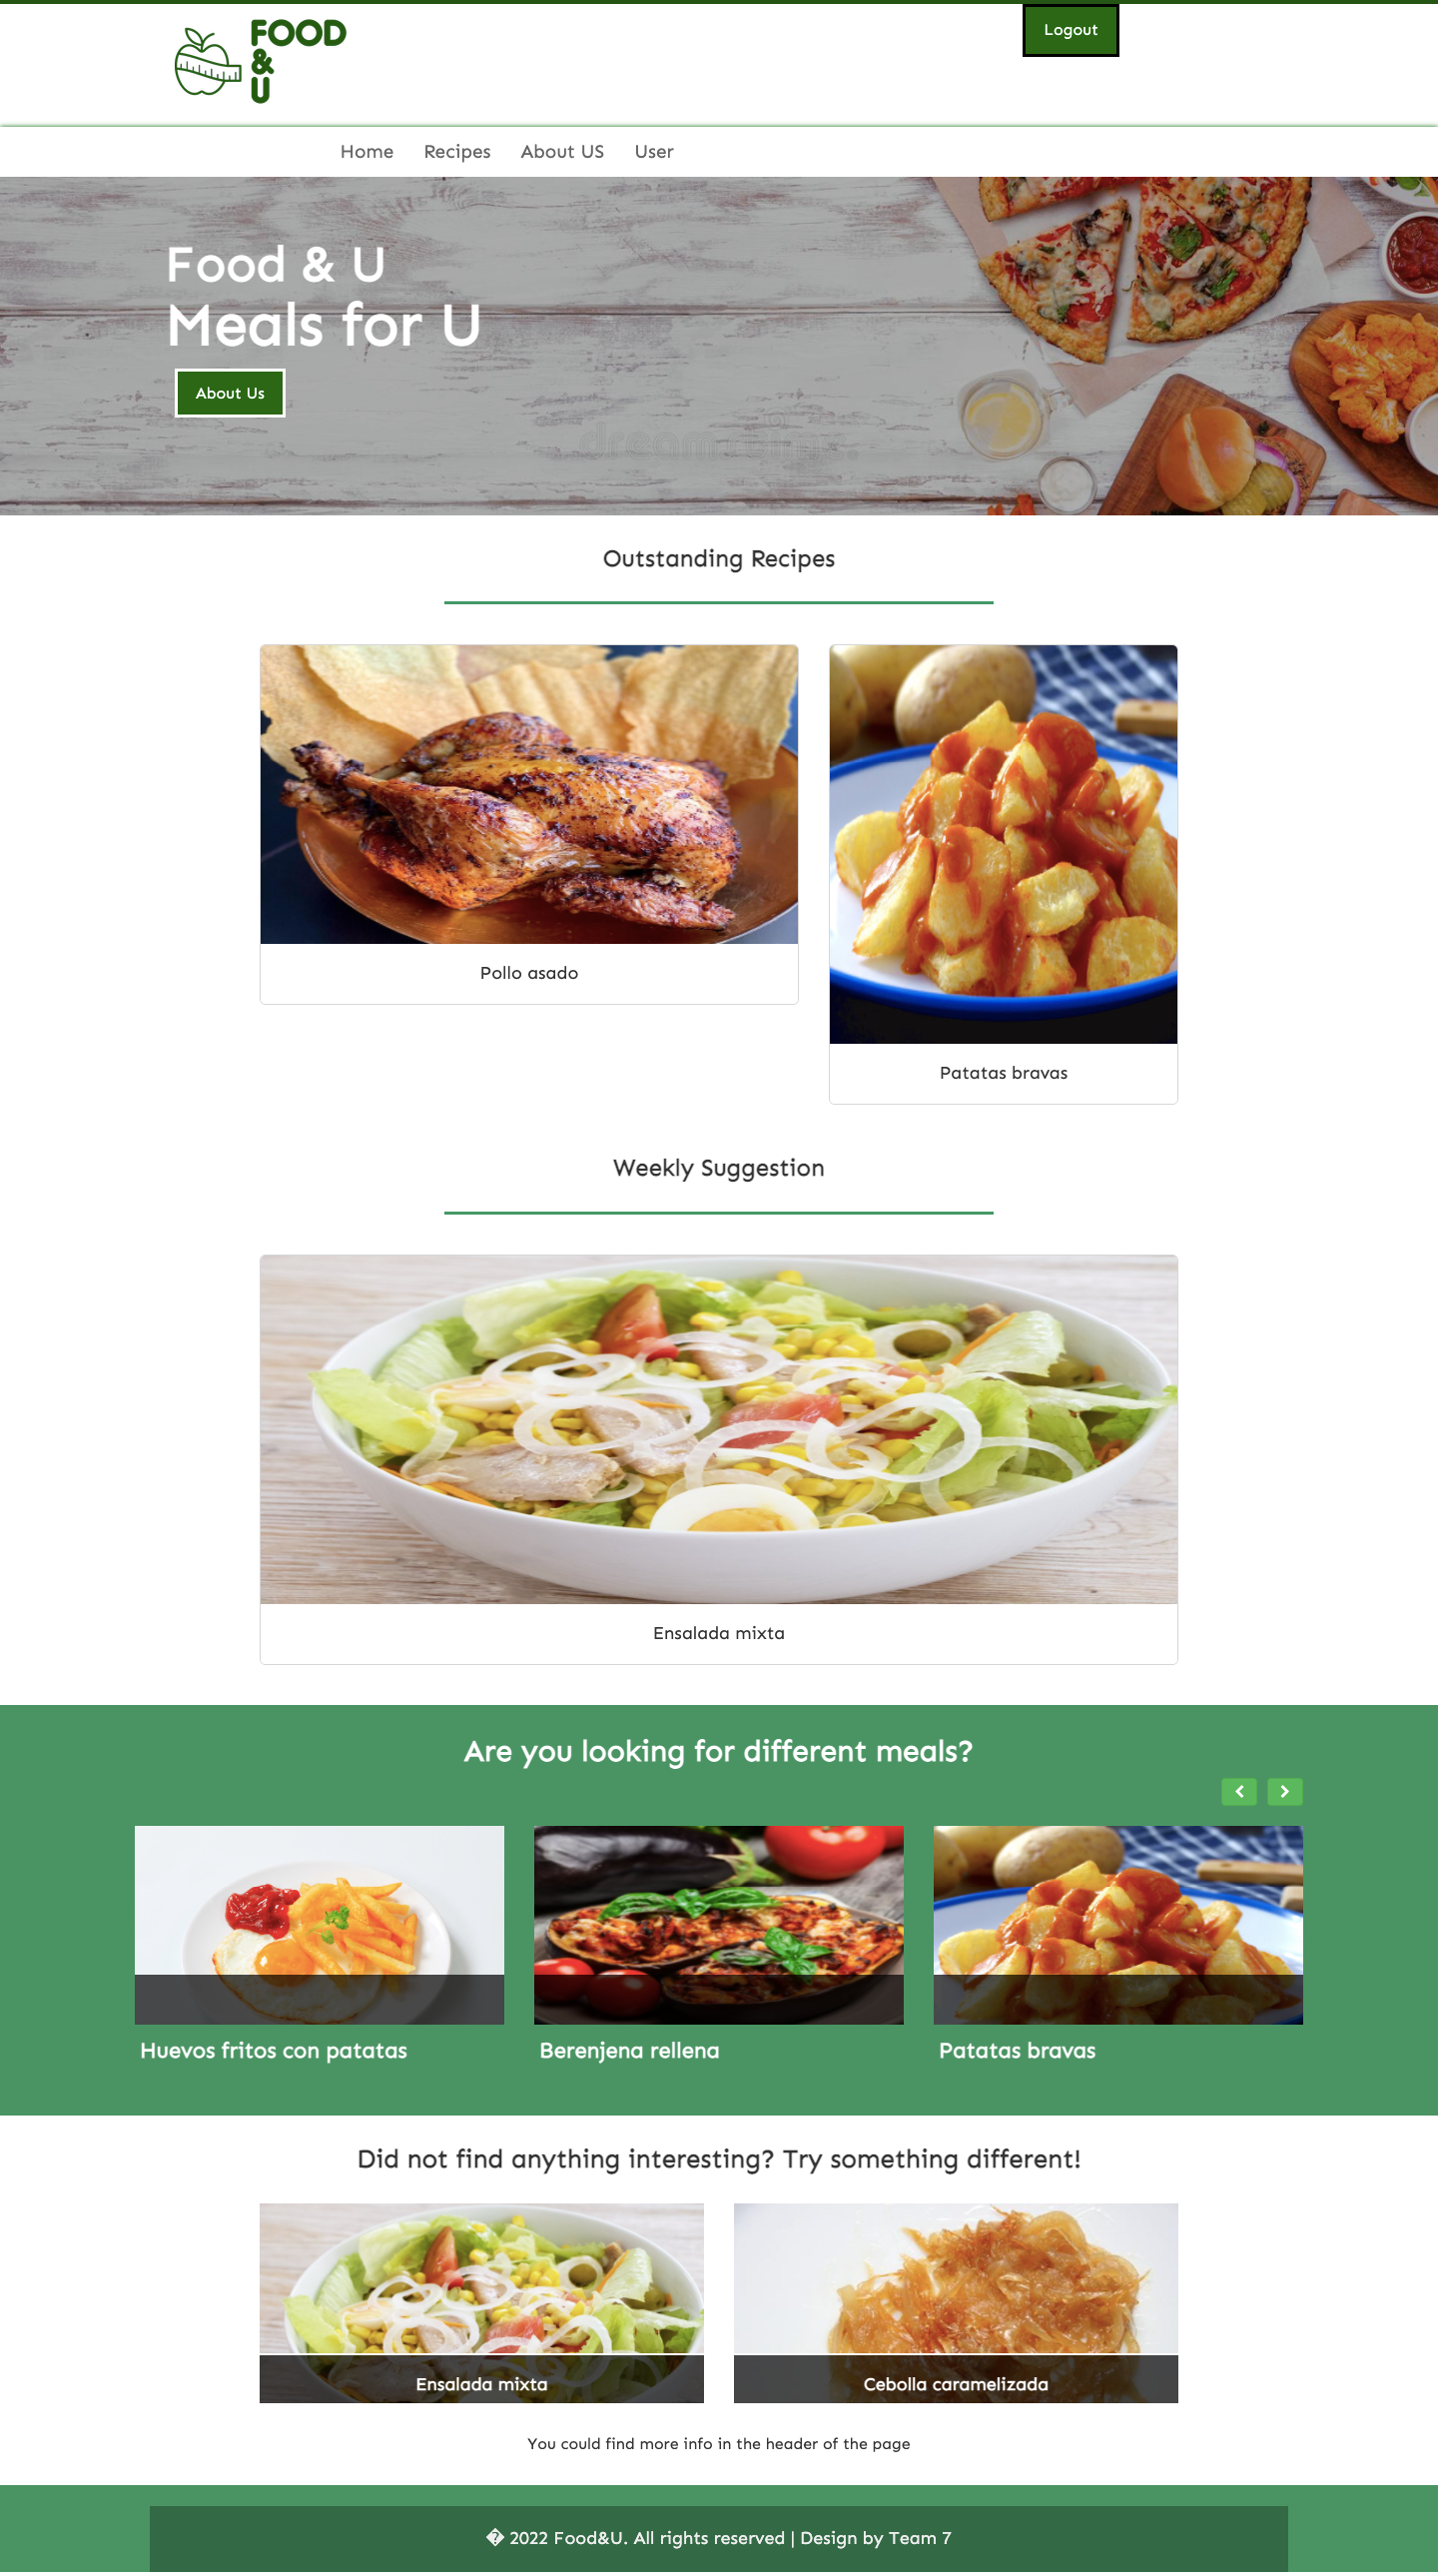 FOOD
&
U
Logout
Home Recipes About US User
Food & U
Meals for U
About Us
dreamstime
Outstanding Recipes
Pollo asado
Patatas bravas
Weekly Suggestion
Ensalada mixta
Are you looking for different meals?
Huevos fritos con patatas
Berenjena rellena
Patatas bravas
Did not find anything interesting? Try something different!
Ensalada mixta
Cebolla caramelizada
You could find more info in the header of the page
� 2022 Food&U. All rights reserved | Design by Team 7